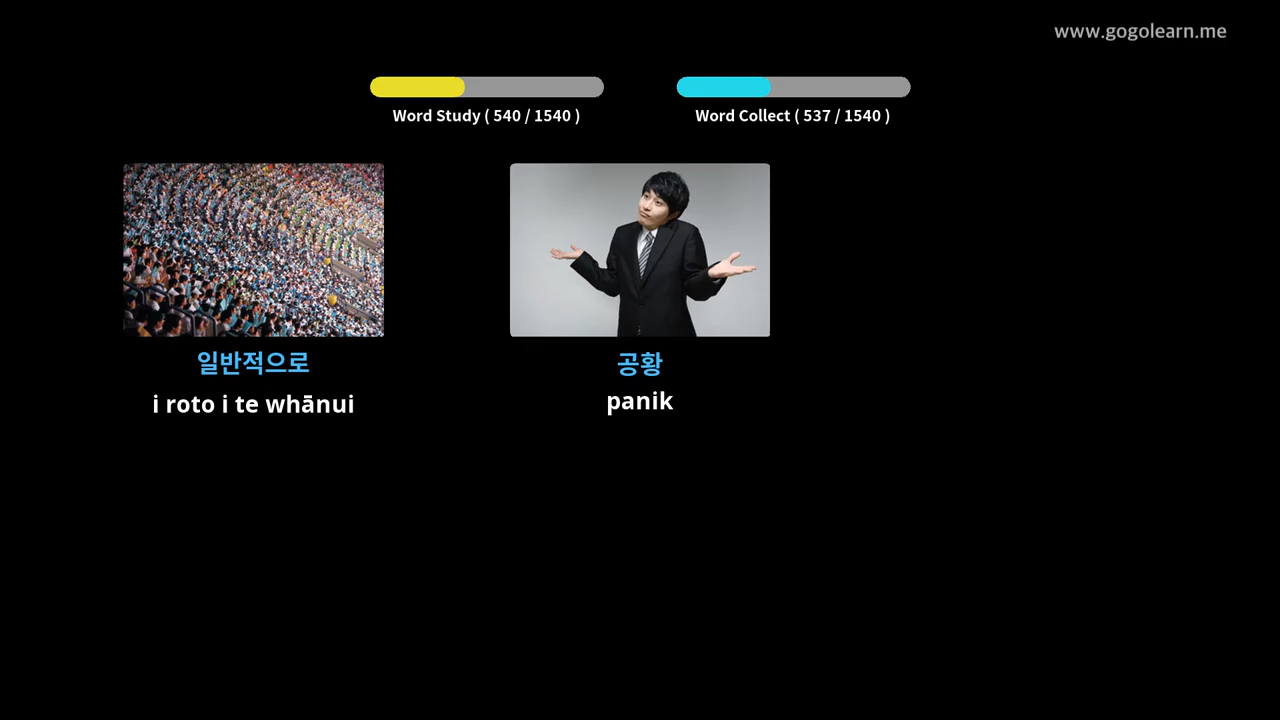 www.gogolearn.me
Word Study ( 540 / 1540 )
Word Collect ( 537 / 1540 )
일반적으로
i roto i te whānui
공황
panik